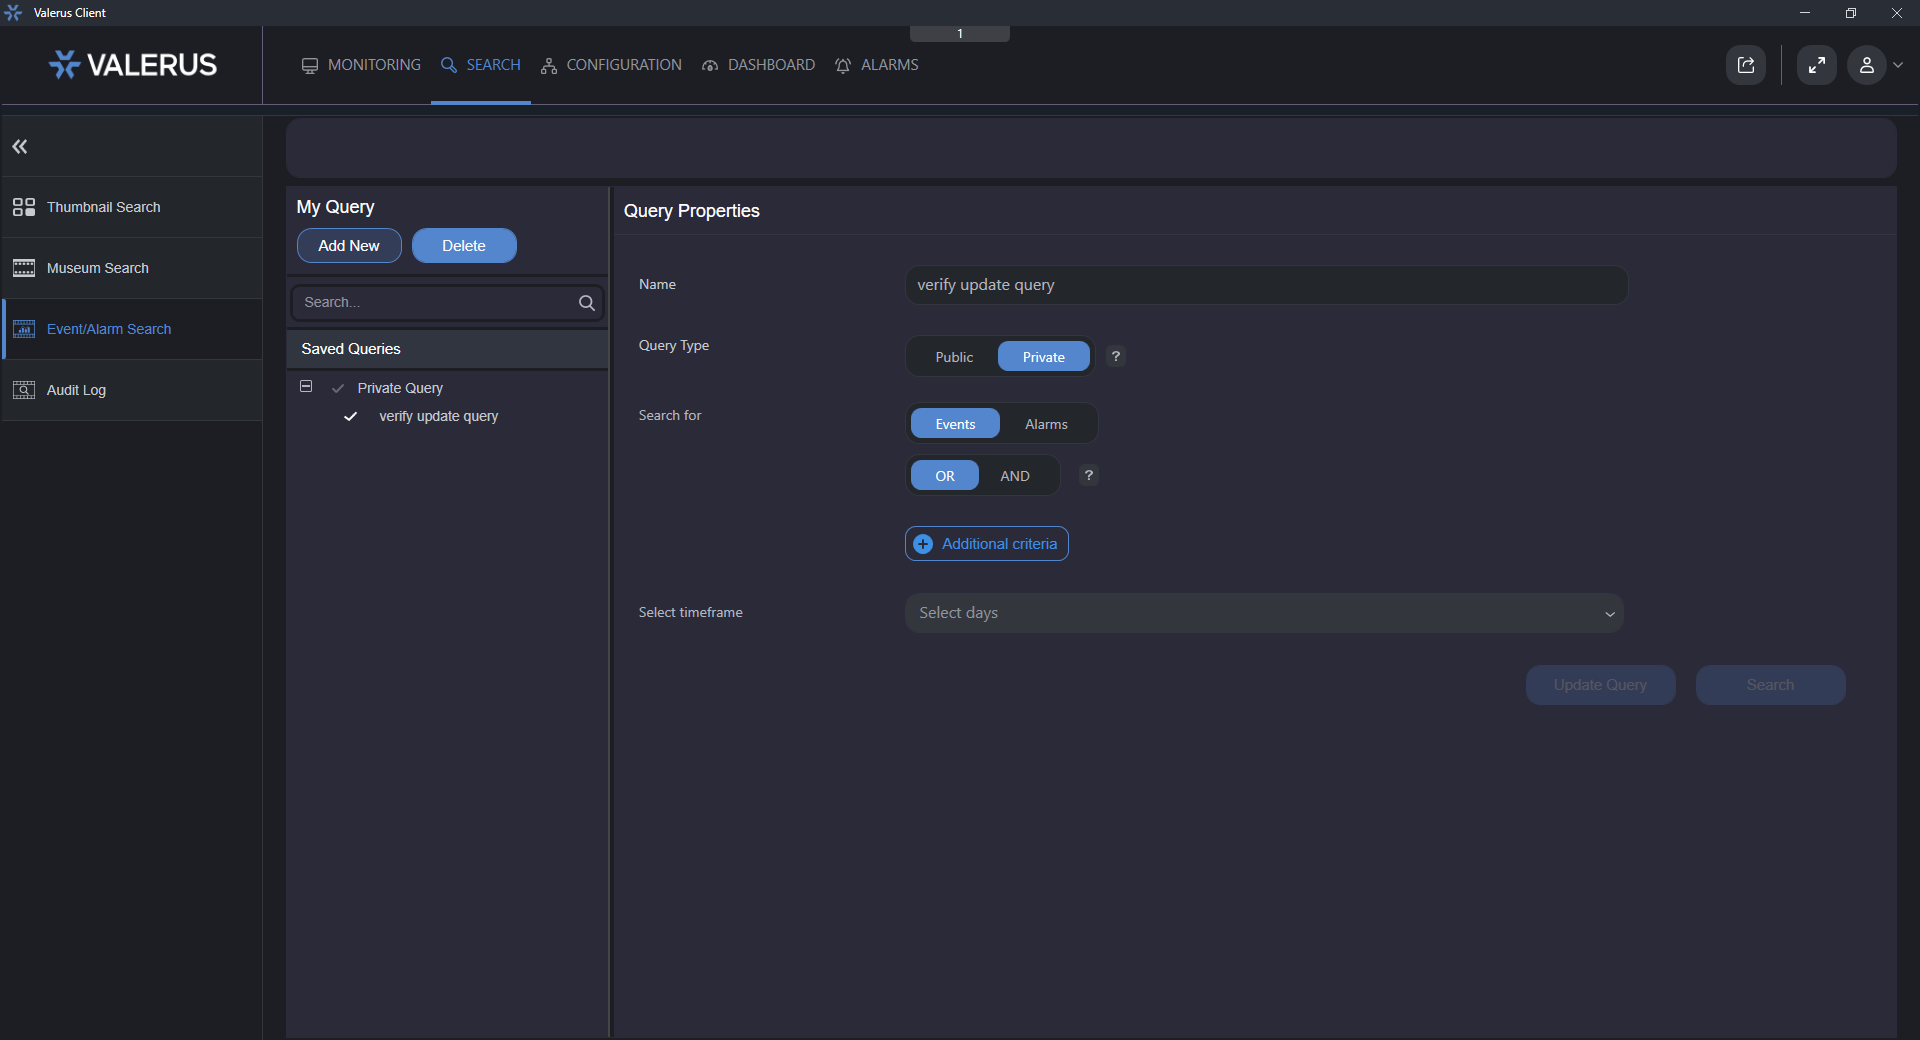 Valerus Client
1
VALERUS
MONITORING SEARCH CONFIGURATION DASHBOARD ALARMS
Thumbnail Search
Museum Search
Event/Alarm Search
Audit Log
My Query
Add New Delete
Search...
Saved Queries
Private Query
verify update query
Query Properties
Name verify update query
Query Type Public Private ?
Search for Events Alarms
OR AND ?
Additional criteria
Select timeframe Select days
Update Query Search